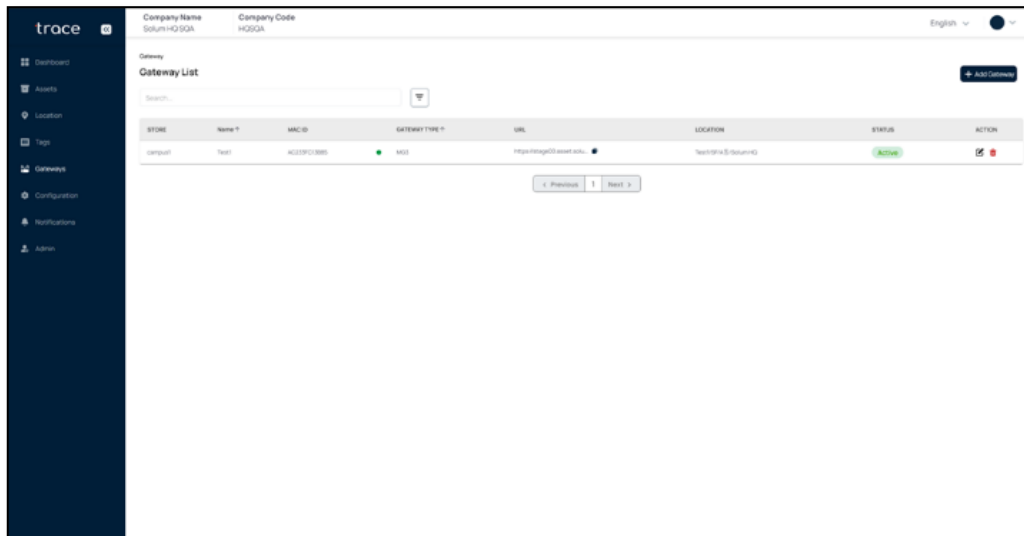 trace
Company Name
Solum HQ SQA
Company Code
HQSQA
English
Dashboard
Assets
Location
Tags
Gateways
Configuration
Notifications
Admin
Gateway
Gateway List
+ Add Gateway
Search...
STORE Name ↑ MAC ID GATEWAY TYPE ↑ URL LOCATION STATUS ACTION
Test1 MG3 Active
< Previous 1 Next >